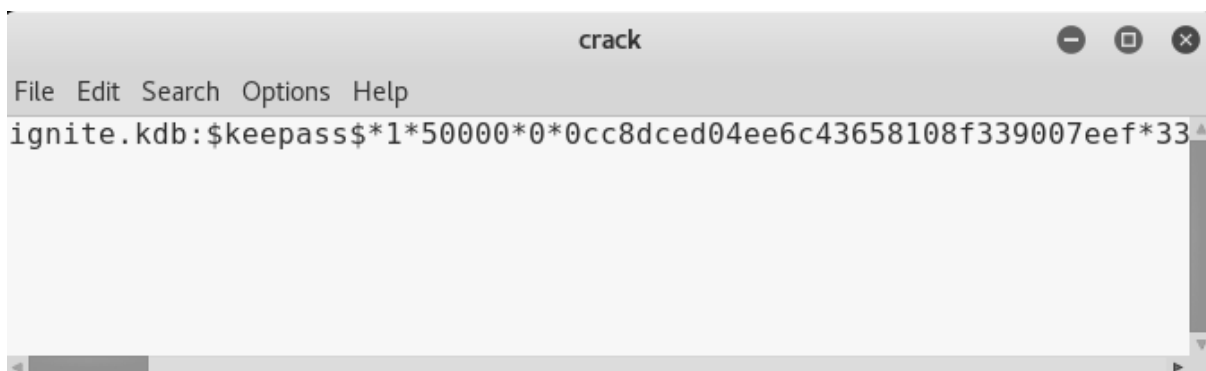 crack
File Edit Search Options Help
ignite.kdb:$keepass$*1*50000*0*0cc8dced04ee6c43658108f339007eef*33